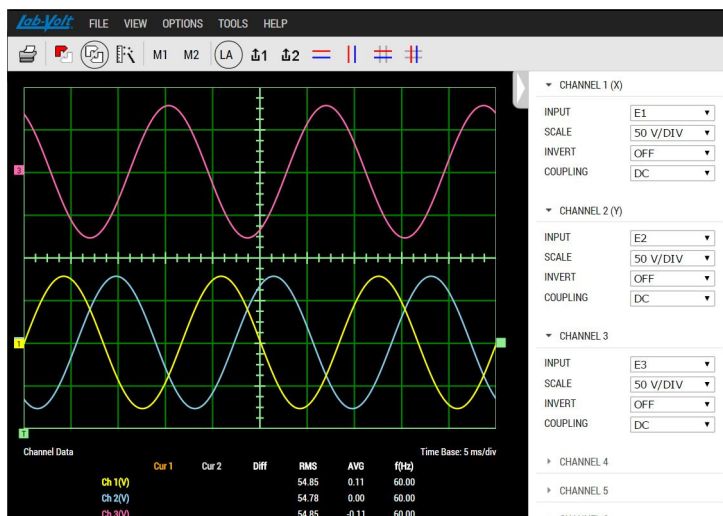 Lab-Volt FILE VIEW OPTIONS TOOLS HELP
M1 M2 LA 1 2
CHANNEL 1 (X)
INPUT E1
SCALE 50 V/DIV
INVERT OFF
COUPLING DC
CHANNEL 2 (Y)
INPUT E2
SCALE 50 V/DIV
INVERT OFF
COUPLING DC
CHANNEL 3
INPUT E3
SCALE 50 V/DIV
INVERT OFF
COUPLING DC
CHANNEL 4
CHANNEL 5
3
1
T
Channel Data Time Base: 5 ms/div
Cur 1 Cur 2 Diff RMS AVG f(Hz)
Ch 1(V) 54.85 0.11 60.00
Ch 2(V) 54.78 0.00 60.00
Ch 3(V) 54.85 -0.11 60.00